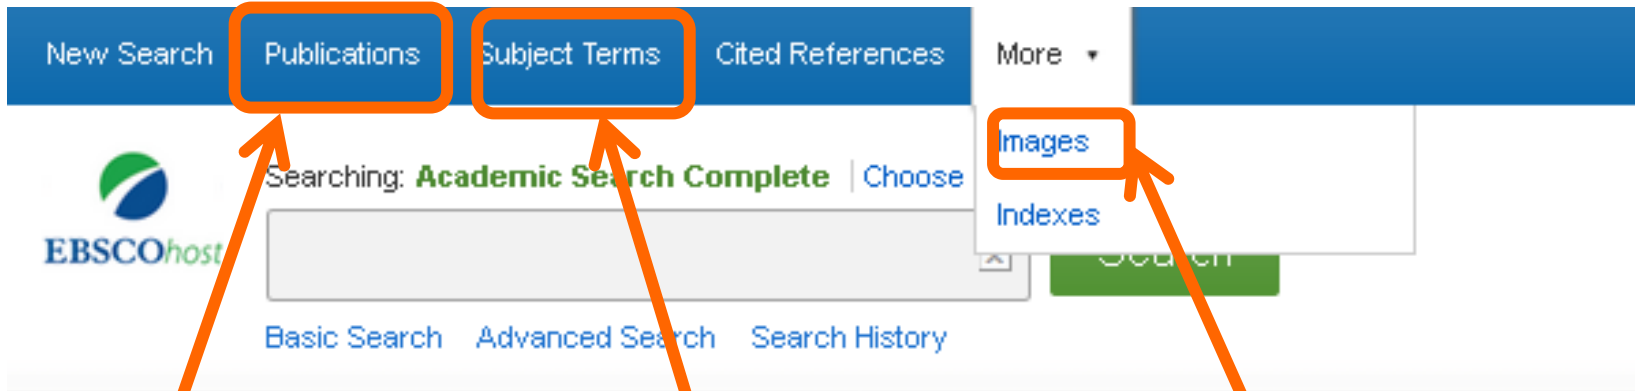 New Search Publications Subject Terms Cited References More
Images
Searching: Academic Search Complete | Choose
Indexes
EBSCOhost
Search
Basic Search Advanced Search Search History